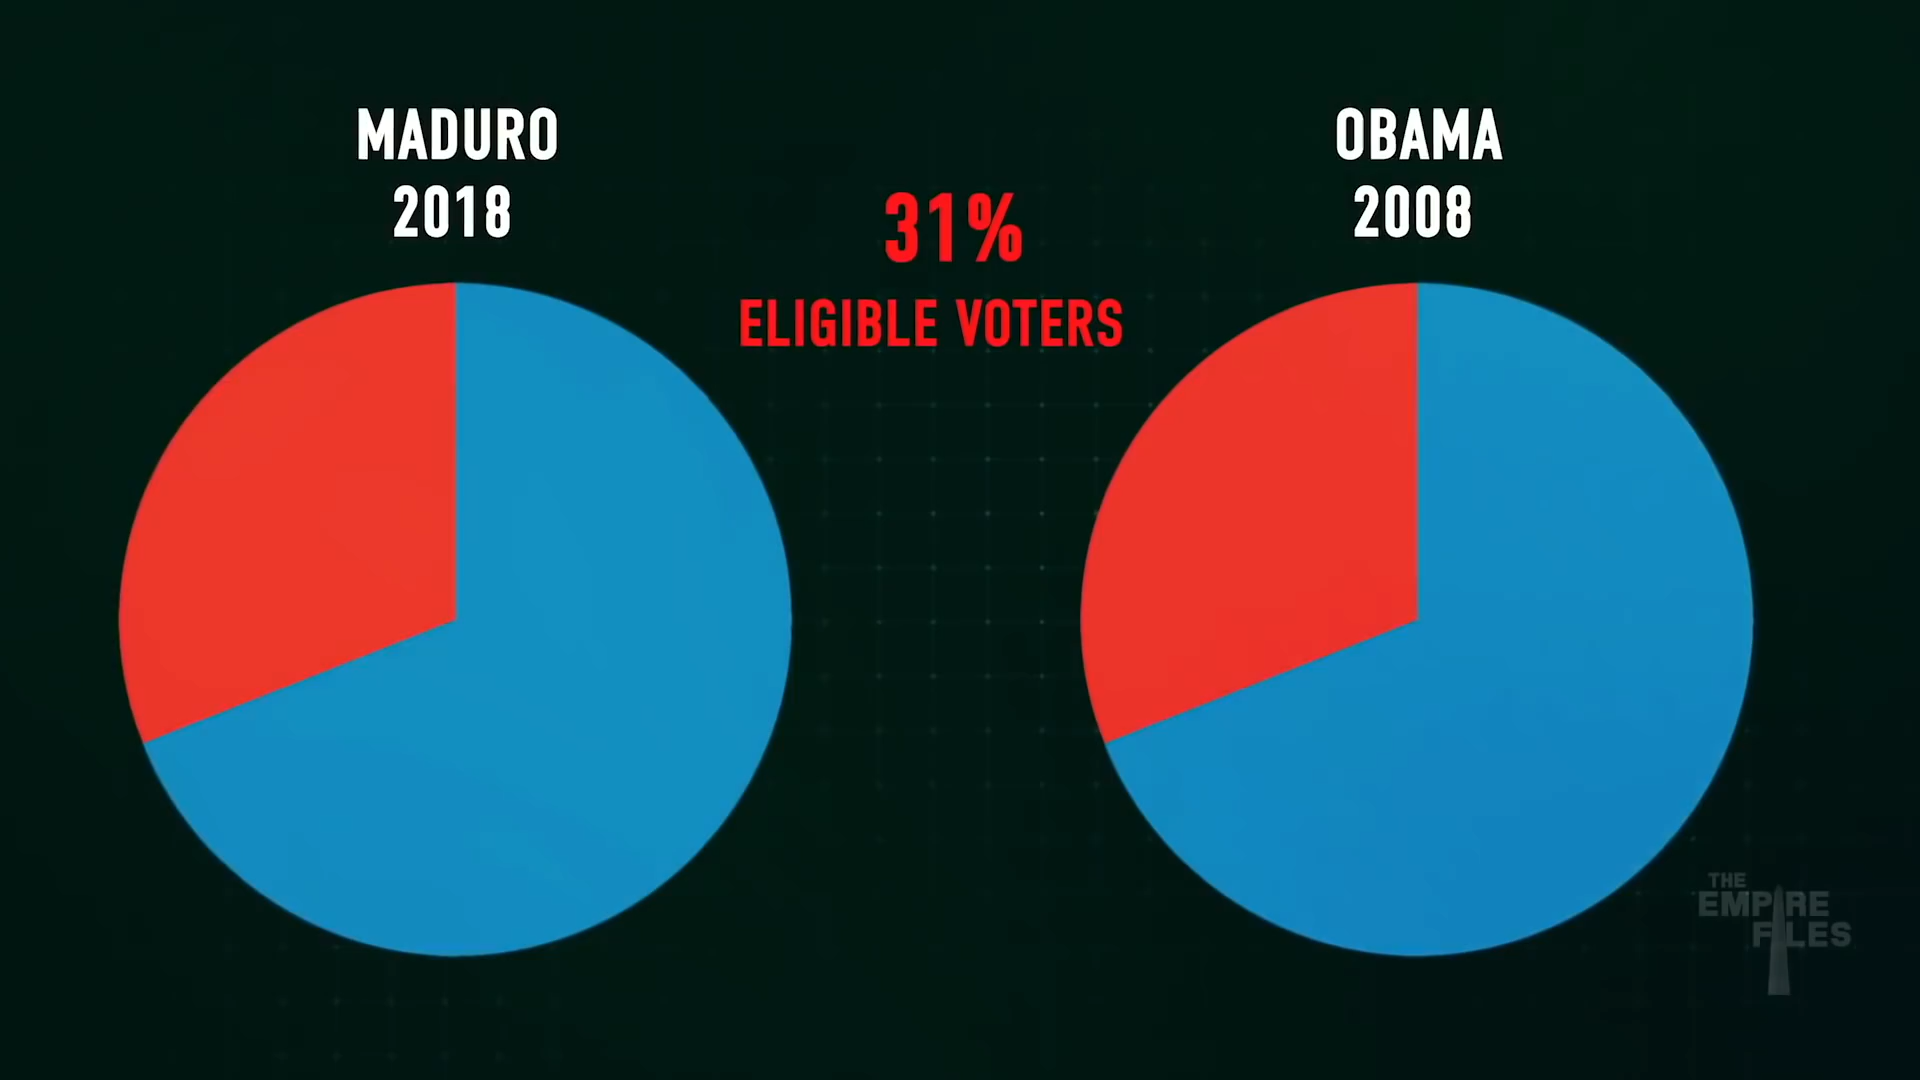 MADURO
2018
31%
ELIGIBLE VOTERS
OBAMA
2008
THE
EMPIRE
FILES